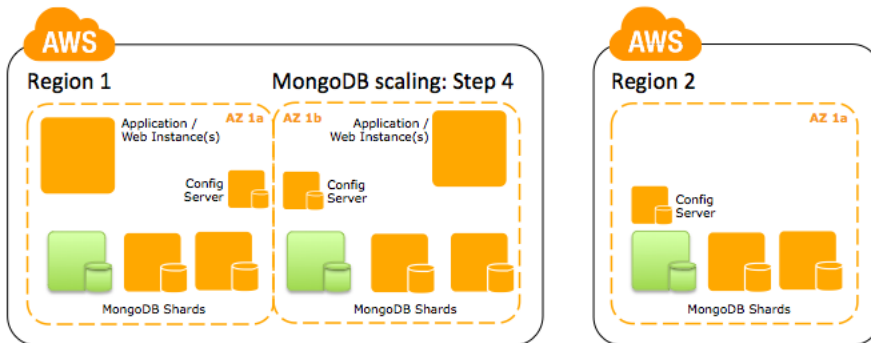 AWS
Region 1
MongoDB scaling: Step 4
Application /
Web Instance(s)
AZ 1a
AZ 1b
Application /
Web Instance(s)
Config
Server
Config
Server
MongoDB Shards
MongoDB Shards
AWS
Region 2
AZ 1a
Config
Server
MongoDB Shards